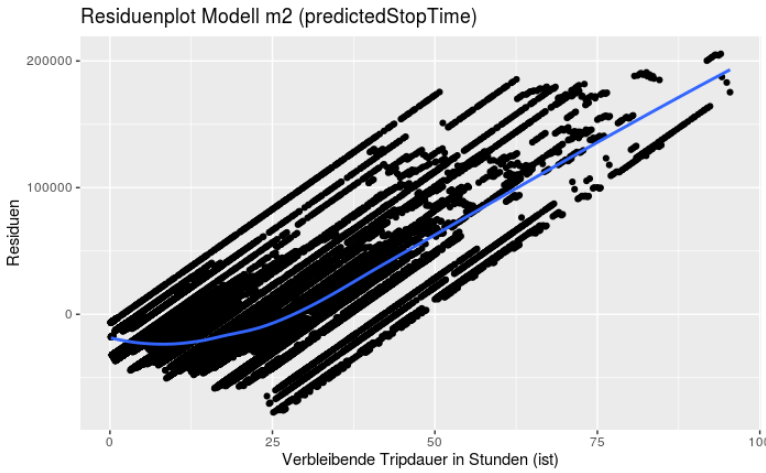 Residuenplot Modell m2 (predictedStopTime)
200000
100000
0
Residuen
0
25
50
75
100
Verbleibende Tripdauer in Stunden (ist)